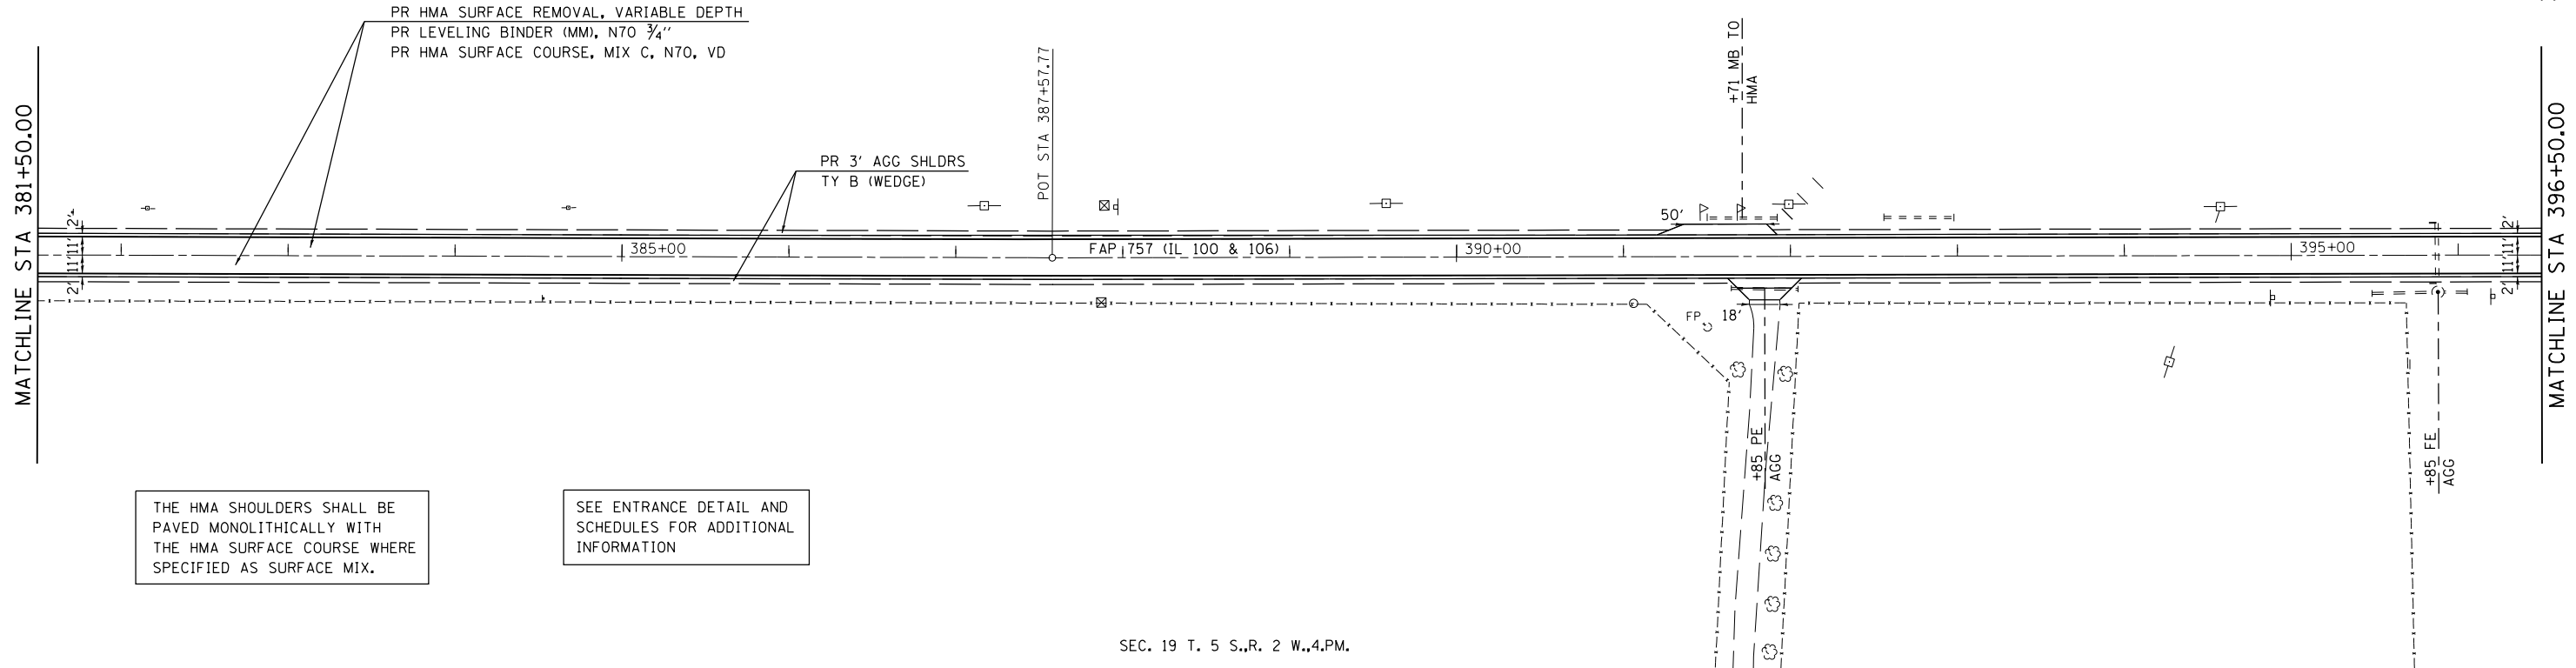 PR HMA SURFACE REMOVAL, VARIABLE DEPTH
PR LEVELING BINDER (MM), N70 3/4"
PR HMA SURFACE COURSE, MIX C, N70, VD
MATCHLINE STA 381+50.00
POT STA 387+57.77
+71 MB TO
HMA
MATCHLINE STA 396+50.00
PR 3' AGG SHLDRS
TY B (WEDGE)
2'
11'
11'
2'
385+00
FAP 757 (IL 100 & 106)
390+00
50'
395+00
2'
11'
11'
2'
FP
18'
+85 PE
AGG
+85 FE
AGG
THE HMA SHOULDERS SHALL BE
PAVED MONOLITHICALLY WITH
THE HMA SURFACE COURSE WHERE
SPECIFIED AS SURFACE MIX.
SEE ENTRANCE DETAIL AND
SCHEDULES FOR ADDITIONAL
INFORMATION
SEC. 19 T. 5 S.,R. 2 W.,4.PM.